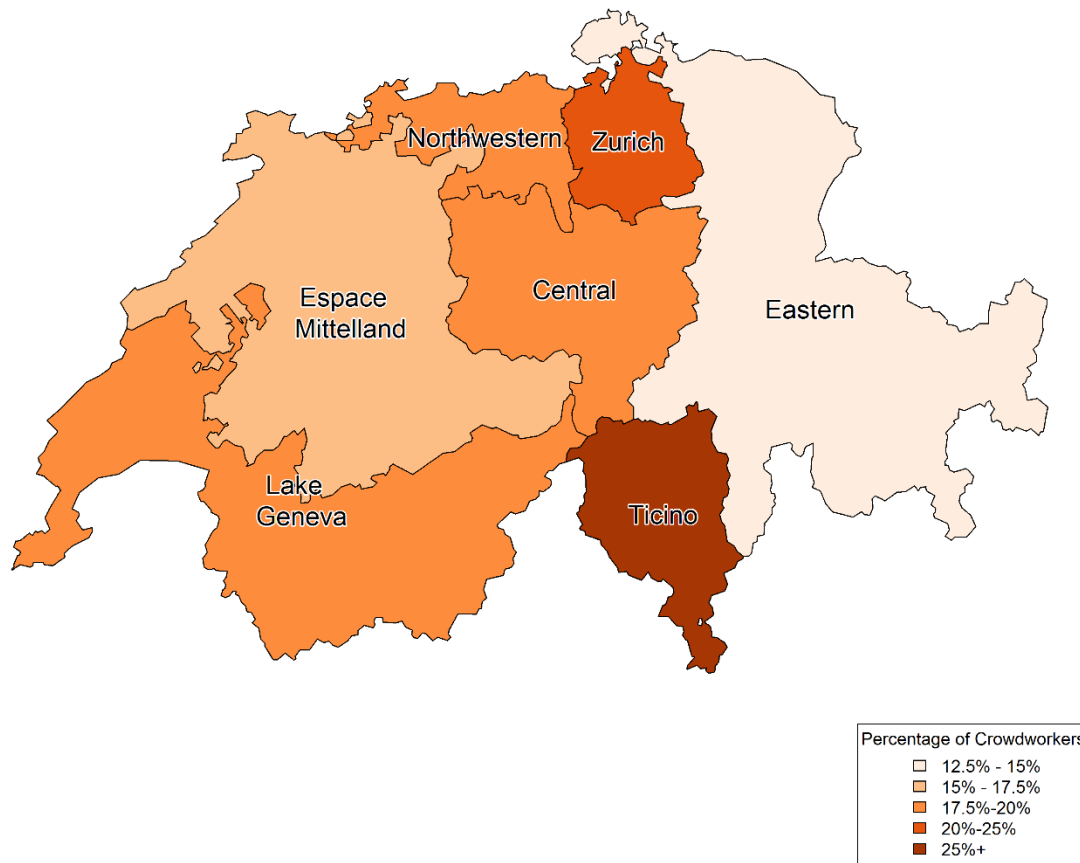 Northwestern
Zurich
Central
Espace
Mittelland
Eastern
Lake
Geneva
Ticino
Percentage of Crowdworkers
12.5% - 15%
15% - 17.5%
17.5%-20%
20%-25%
25%+